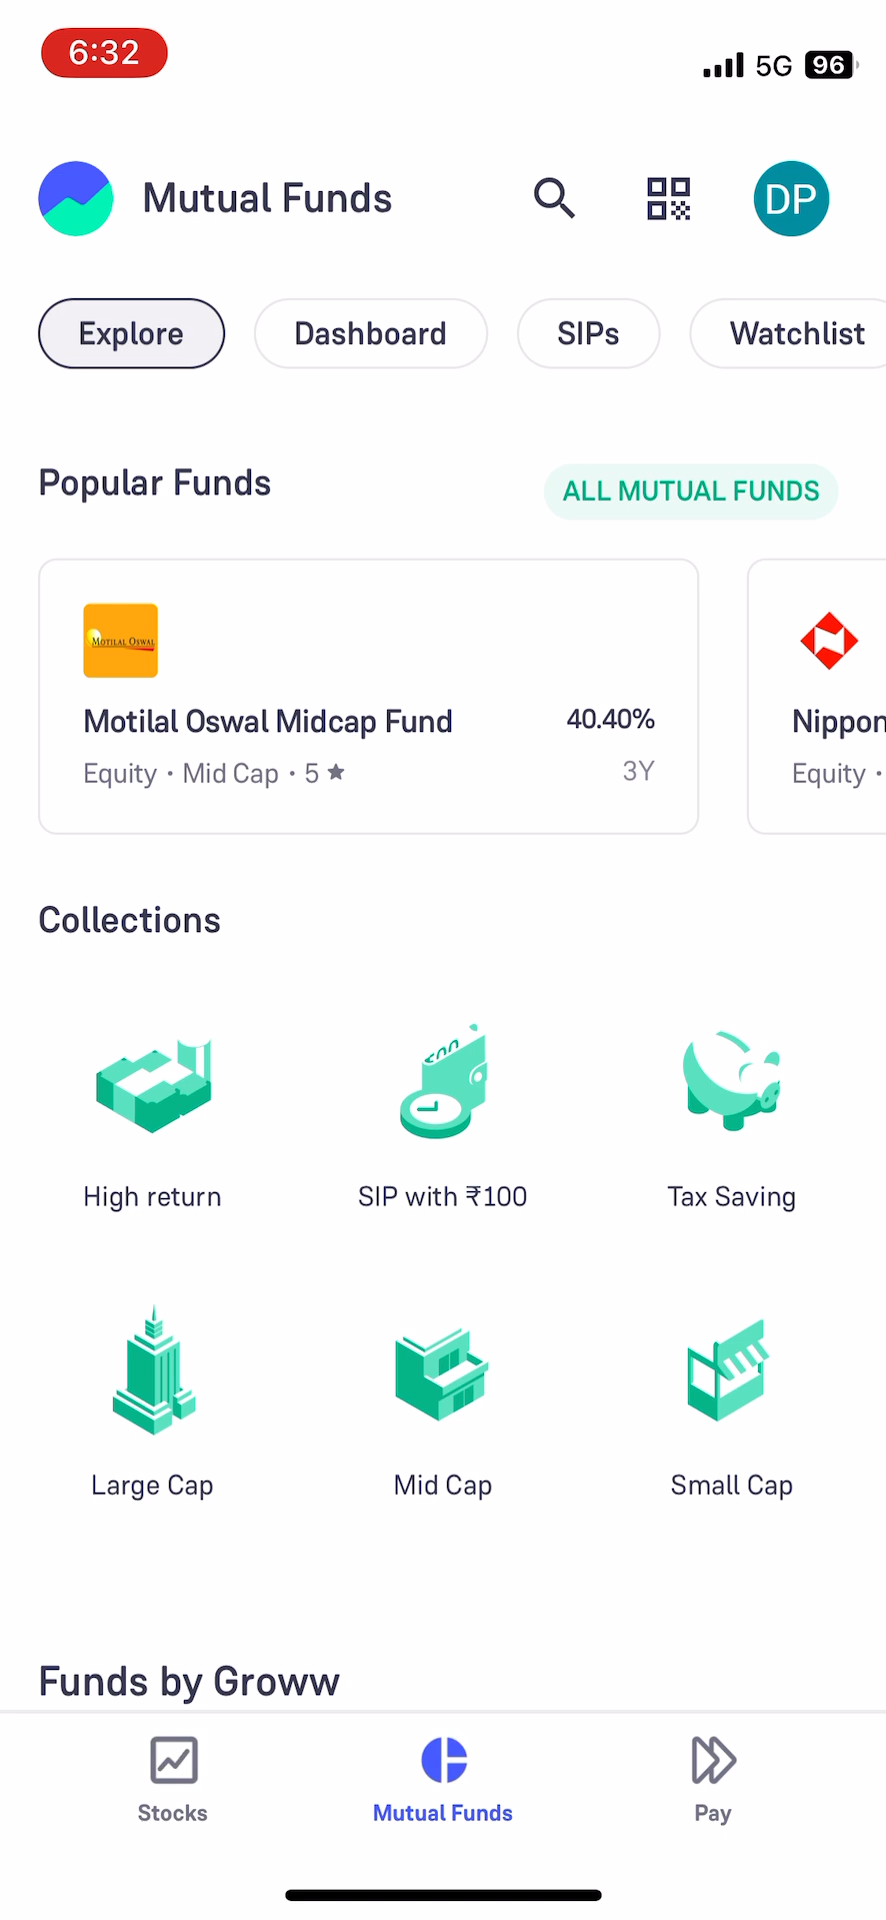 6:32
5G 96
Mutual Funds
DP
Explore Dashboard SIPs Watchlist
Popular Funds
ALL MUTUAL FUNDS
MOTILAL OSWAL
Motilal Oswal Midcap Fund 40.40%
Equity · Mid Cap · 5 ★ 3Y
Nippon
Equity ·
Collections
High return SIP with ₹100 Tax Saving
Large Cap Mid Cap Small Cap
Funds by Groww
Stocks Mutual Funds Pay